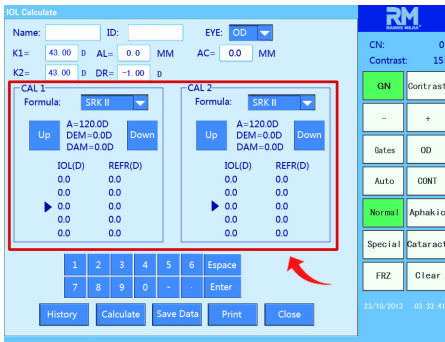 IOL Calculate
Name: ID: EYE: OD
K1= 43.00 D AL= 0.0 MM AC= 0.0 MM
K2= 43.00 D DR= -1.00 D
CAL 1
Formula: SRK II
Up
A=120.0D
DEM=0.0D
DAM=0.0D
Down
IOL(D) REFR(D)
0.0 0.0
0.0 0.0
0.0 0.0
0.0 0.0
0.0 0.0
CAL 2
Formula: SRK II
Up
A=120.0D
DEM=0.0D
DAM=0.0D
Down
IOL(D) REFR(D)
0.0 0.0
0.0 0.0
0.0 0.0
0.0 0.0
0.0 0.0
1 2 3 4 5 6 Espace
7 8 9 0 - . Enter
History Calculate Save Data Print Close
RM
RAMOS MEJIA
CN: 0
Contrast: 15
GN Contrast
- +
Gates OD
Auto CONT
Normal Aphakic
Special Cataract
FRZ Clear
23/10/2013 03:33:41